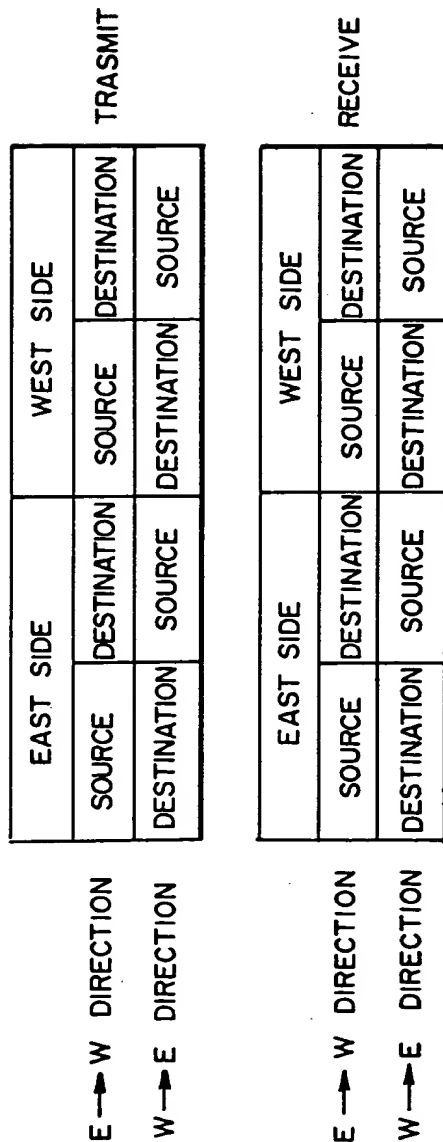 EAST SIDE WEST SIDE
E → W DIRECTION SOURCE DESTINATION SOURCE DESTINATION TRASMIT
W → E DIRECTION DESTINATION SOURCE DESTINATION SOURCE
EAST SIDE WEST SIDE
E → W DIRECTION SOURCE DESTINATION SOURCE DESTINATION RECEIVE
W → E DIRECTION DESTINATION SOURCE DESTINATION SOURCE